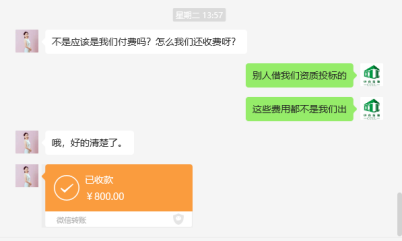 星期二 13:57
不是应该是我们付费吗？怎么我们还收费呀？
别人借我们资质投标的
这些费用都不是我们出
哦，好的清楚了。
已收款
￥800.00
微信转账